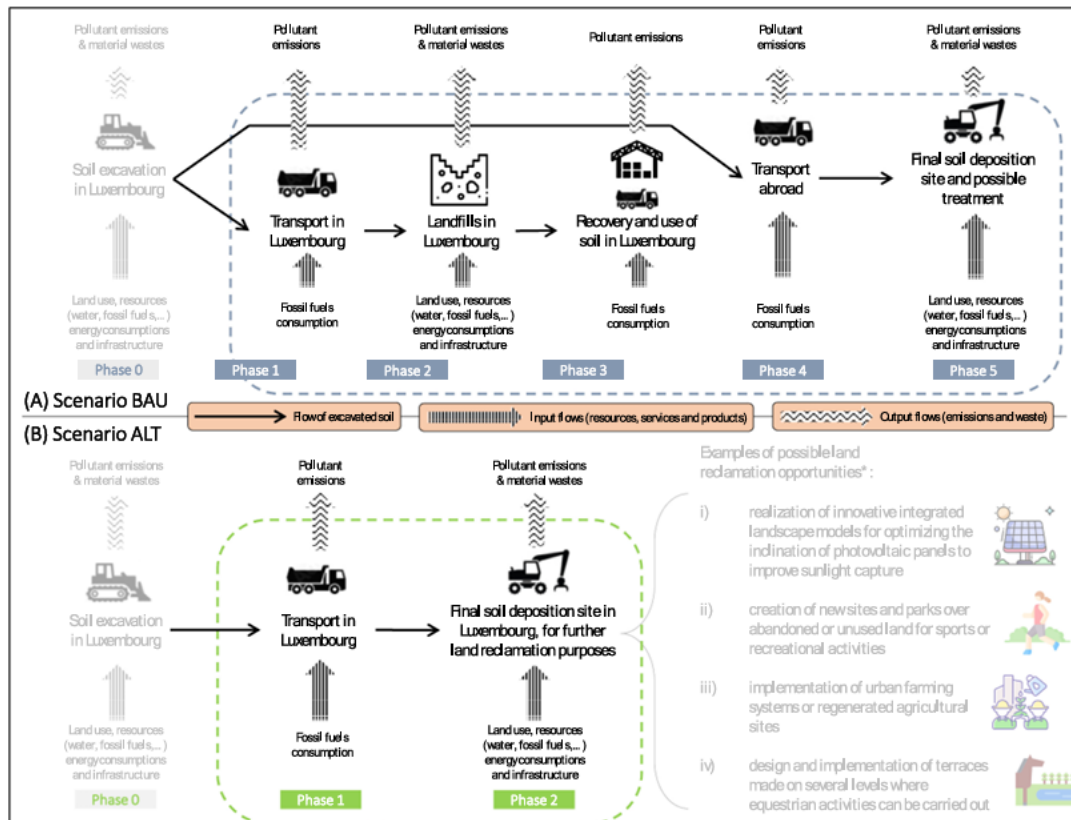 Pollutant emissions
& material wastes
Pollutant
emissions
Pollutant emissions
& material wastes
Pollutant emissions
Pollutant
emissions
Pollutant emissions
& material wastes
Soil excavation
in Luxembourg
Transport in
Luxembourg
Landfills in
Luxembourg
Recovery and use of
soil in Luxembourg
Transport
abroad
Final soil deposition
site and possible
treatment
Land use, resources
(water, fossil fuels,...)
energy consumptions
and infrastructure
Fossil fuels
consumption
Land use, resources
(water, fossil fuels,...)
energy consumptions
and infrastructure
Fossil fuels
consumption
Fossil fuels
consumption
Land use, resources
(water, fossil fuels,...)
energy consumptions
and infrastructure
Phase 0
Phase 1
Phase 2
Phase 3
Phase 4
Phase 5
(A) Scenario BAU
Flow of excavated soil
Input flows (resources, services and products)
Output flows (emissions and waste)
(B) Scenario ALT
Pollutant emissions
& material wastes
Pollutant
emissions
Pollutant emissions
& material wastes
Soil excavation
in Luxembourg
Transport in
Luxembourg
Final soil deposition site in
Luxembourg, for further
land reclamation purposes
Land use, resources
(water, fossil fuels,...)
energy consumptions
and infrastructure
Fossil fuels
consumption
Land use, resources
(water, fossil fuels,...)
energy consumptions
and infrastructure
Phase 0
Phase 1
Phase 2
Examples of possible land
reclamation opportunities* :
i) realization of innovative integrated
landscape models for optimizing the
inclination of photovoltaic panels to
improve sunlight capture
ii) creation of new sites and parks over
abandoned or unused land for sports or
recreational activities
iii) implementation of urban farming
systems or regenerated agricultural
sites
iv) design and implementation of terraces
made on several levels where
equestrian activities can be carried out